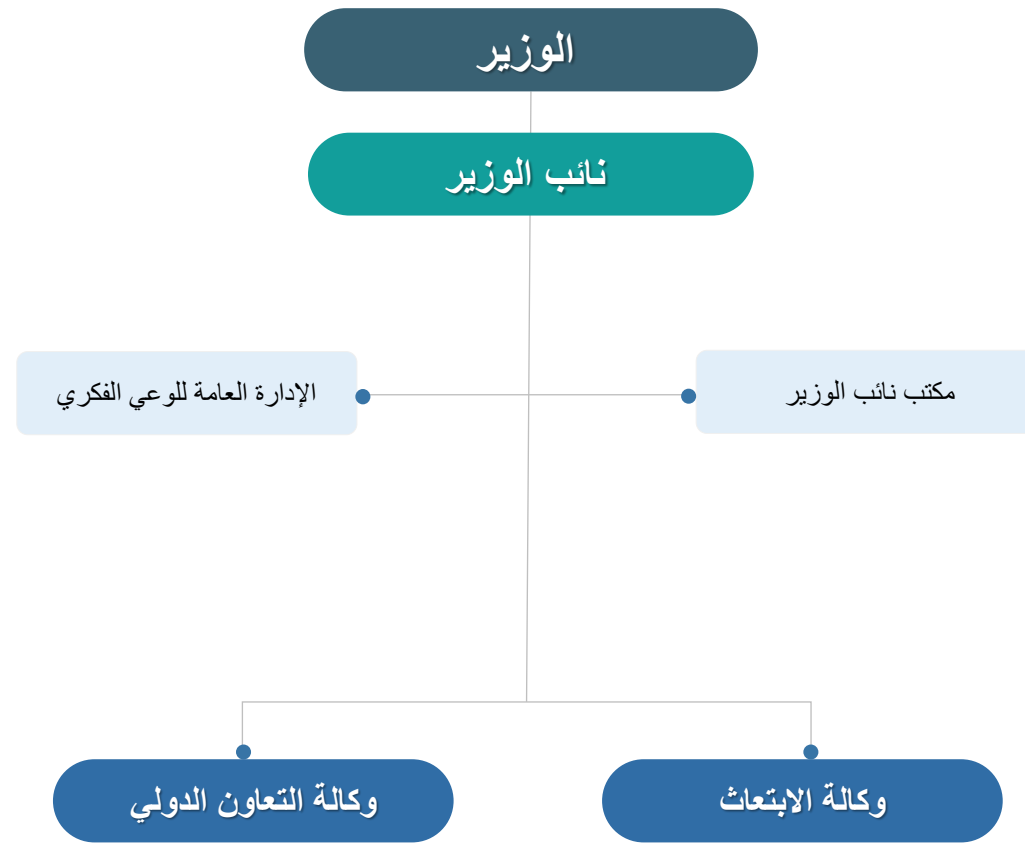 الوزير
نائب الوزير
مكتب نائب الوزير
الإدارة العامة للوعي الفكري
وكالة الابتعاث
وكالة التعاون الدولي